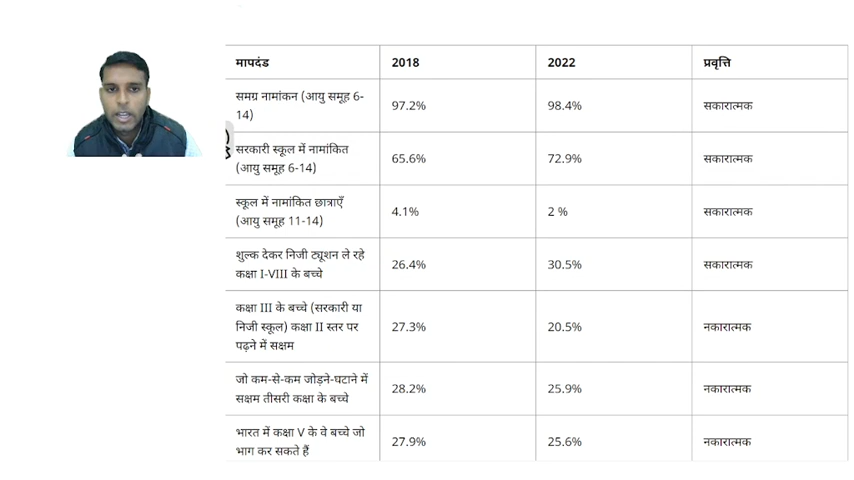 मापदंड 2018 2022 प्रवृत्ति
समग्र नामांकन (आयु समूह 6-
14) 97.2% 98.4% सकारात्मक
सरकारी स्कूल में नामांकित
(आयु समूह 6-14) 65.6% 72.9% सकारात्मक
स्कूल में नामांकित छात्राएँ
(आयु समूह 11-14) 4.1% 2 % सकारात्मक
शुल्क देकर निजी ट्यूशन ले रहे
कक्षा I-VIII के बच्चे 26.4% 30.5% सकारात्मक
कक्षा III के बच्चे (सरकारी या
निजी स्कूल) कक्षा II स्तर पर 27.3% 20.5% नकारात्मक
पढ़ने में सक्षम
जो कम-से-कम जोड़ने-घटाने में
सक्षम तीसरी कक्षा के बच्चे 28.2% 25.9% नकारात्मक
भारत में कक्षा V के वे बच्चे जो
भाग कर सकते हैं 27.9% 25.6% नकारात्मक